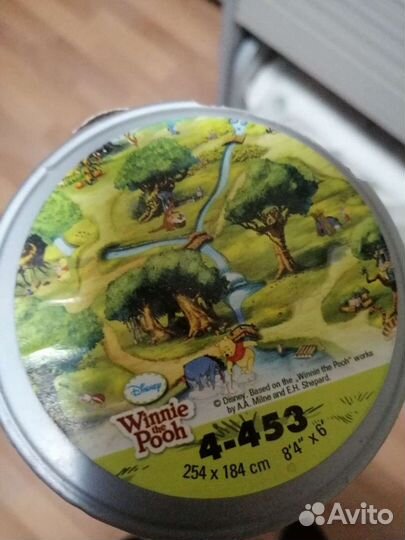 Disney
Winnie
the
Pooh
© Disney. Based on the „Winnie the Pooh" works
by A.A. Milne and E.H. Shepard.
4-453
254 x 184 cm 8'4" x 6'
Avito